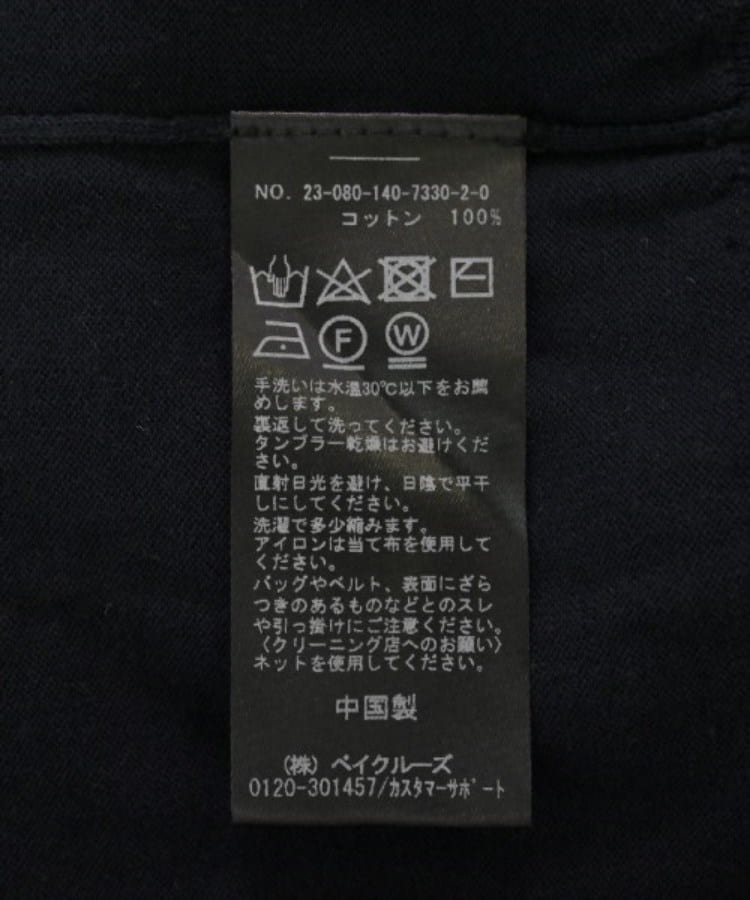 NO. 23-080-140-7330-2-0
コットン 100%
F W
手洗いは水温30℃以下をお薦
めします。
裏返して洗ってください。
タンブラー乾燥はお避けくだ
さい。
直射日光を避け、日陰で平干
しにしてください。
洗濯で多少縮みます。
アイロンは当て布を使用して
ください。
バッグやベルト、表面にざら
つきのあるものなどとのスレ
や引っ掛けにご注意ください。
〈クリーニング店へのお願い〉
ネットを使用してください。
中国製
(株) ベイクルーズ
0120-301457/カスタマーサポート